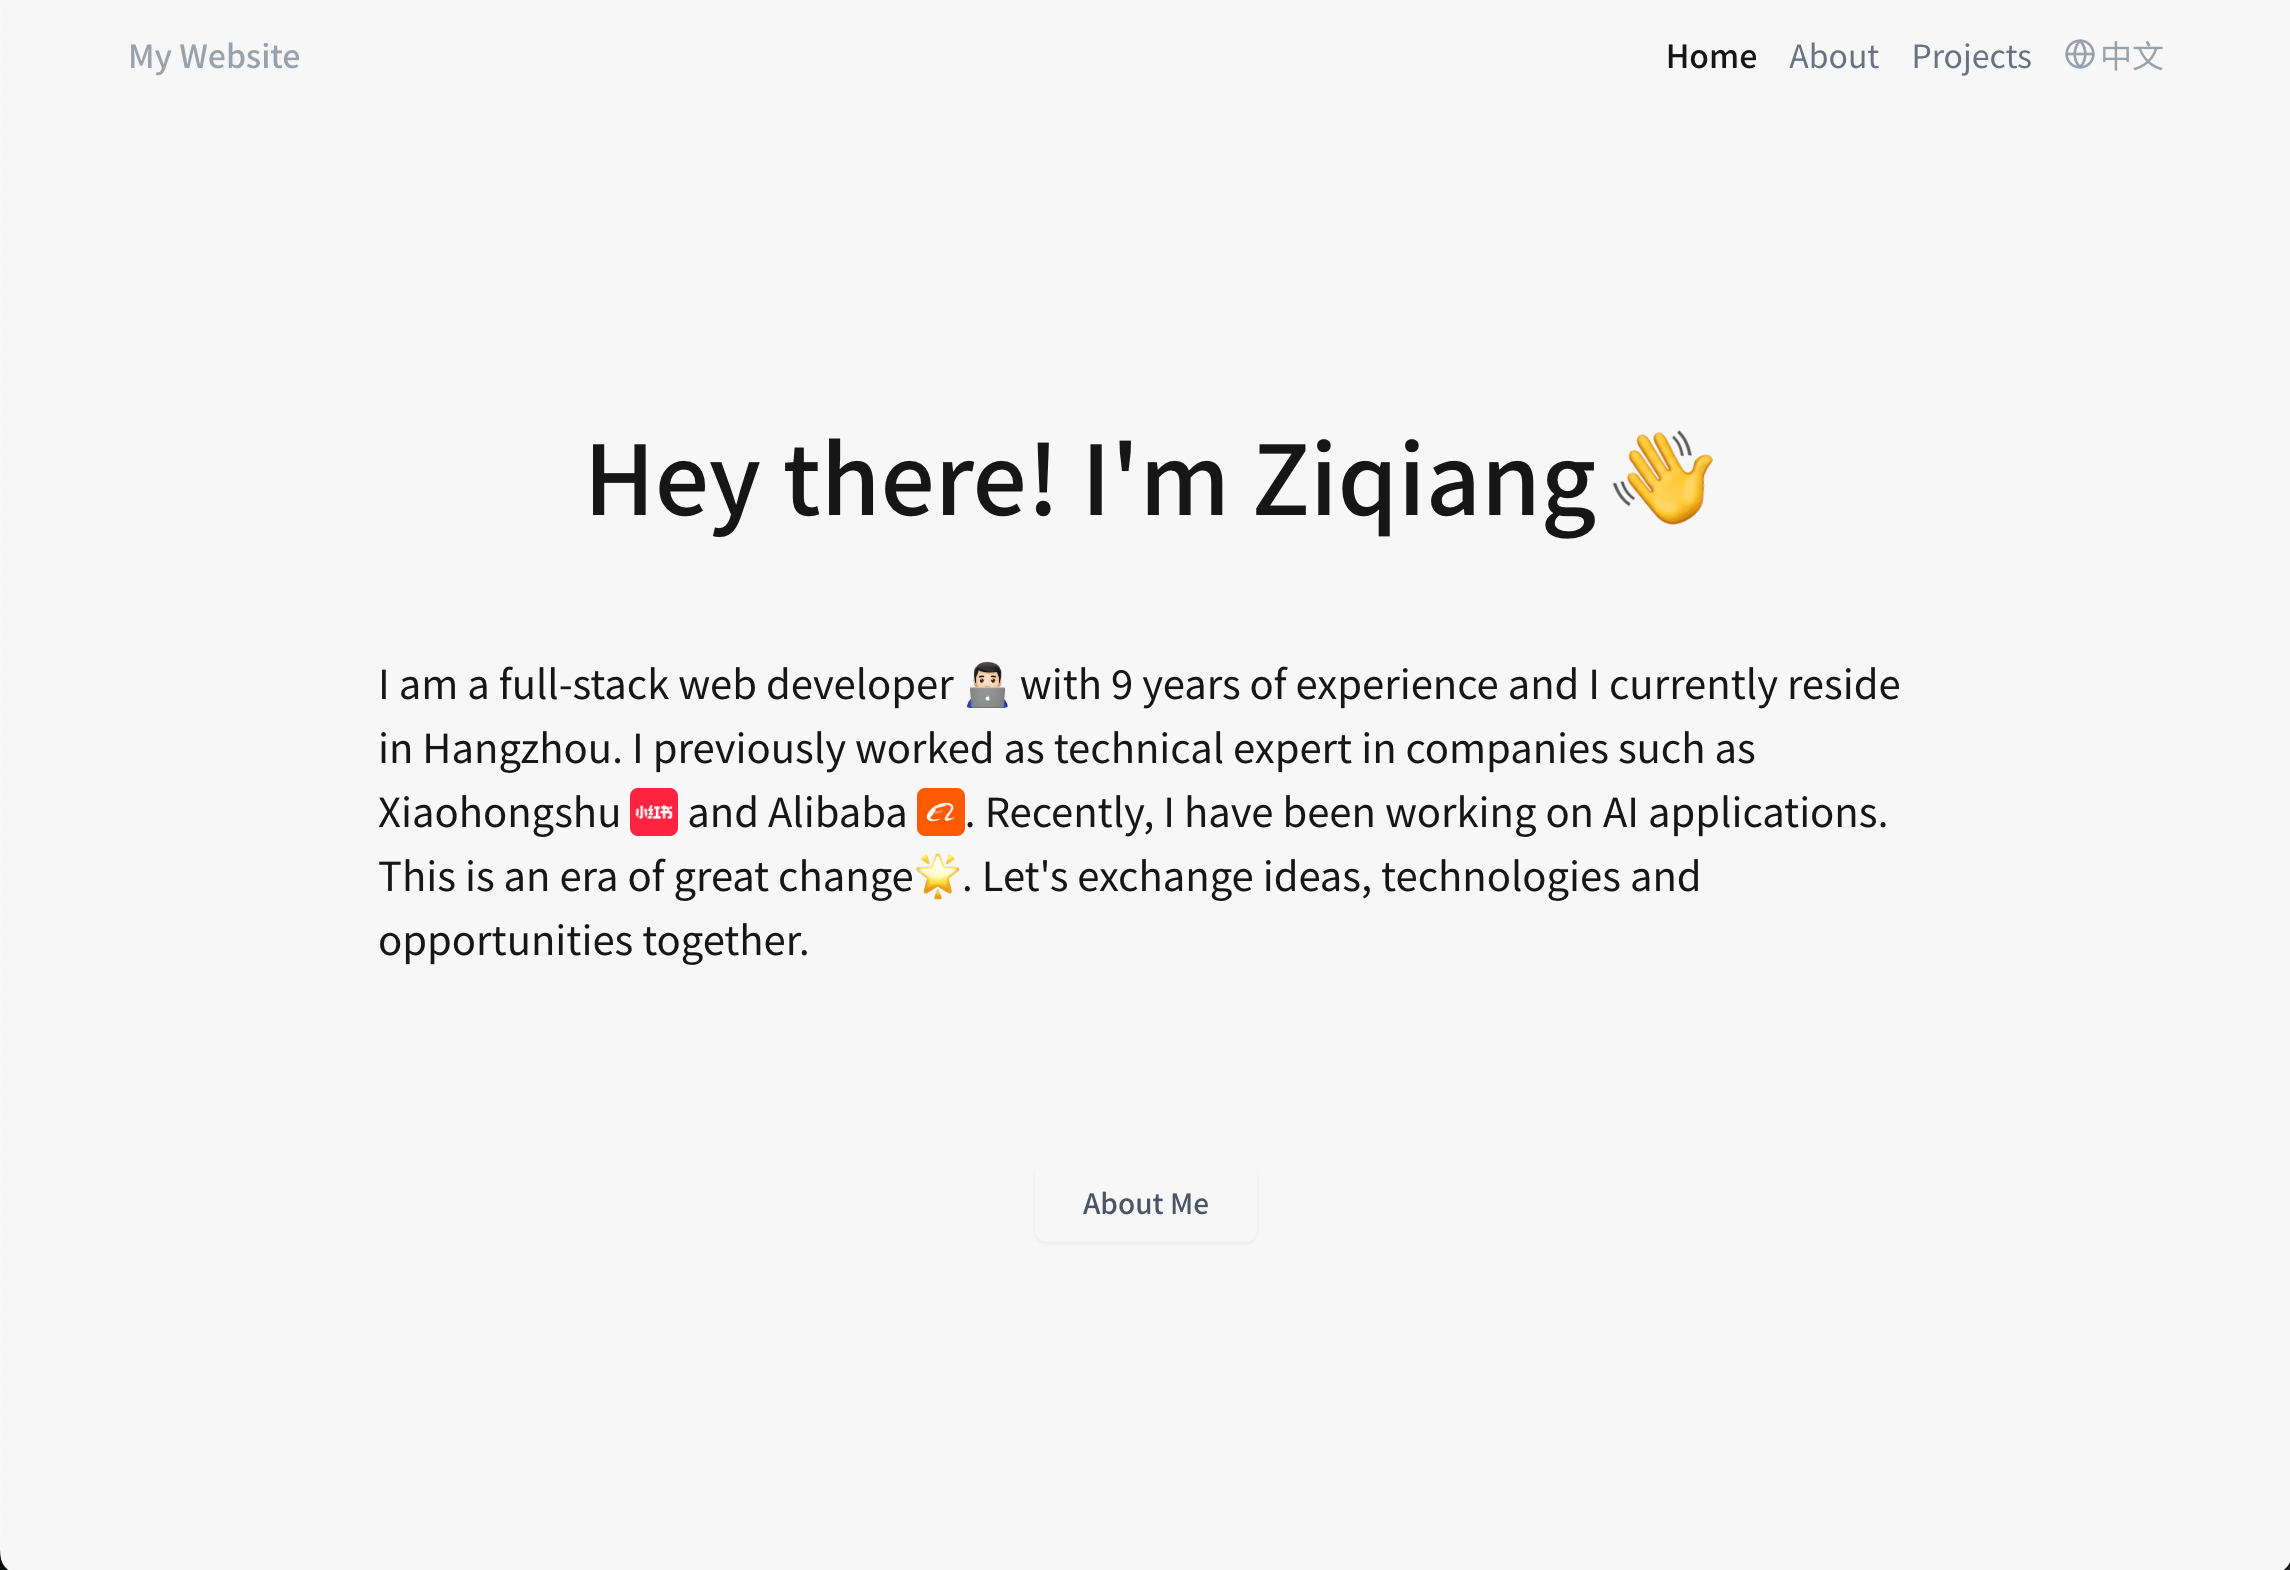 My Website
Home About Projects 中文
Hey there! I'm Ziqiang 👋
I am a full-stack web developer 👨🏻‍💻 with 9 years of experience and I currently reside
in Hangzhou. I previously worked as technical expert in companies such as
Xiaohongshu 小红书 and Alibaba . Recently, I have been working on AI applications.
This is an era of great change🌟. Let's exchange ideas, technologies and
opportunities together.
About Me